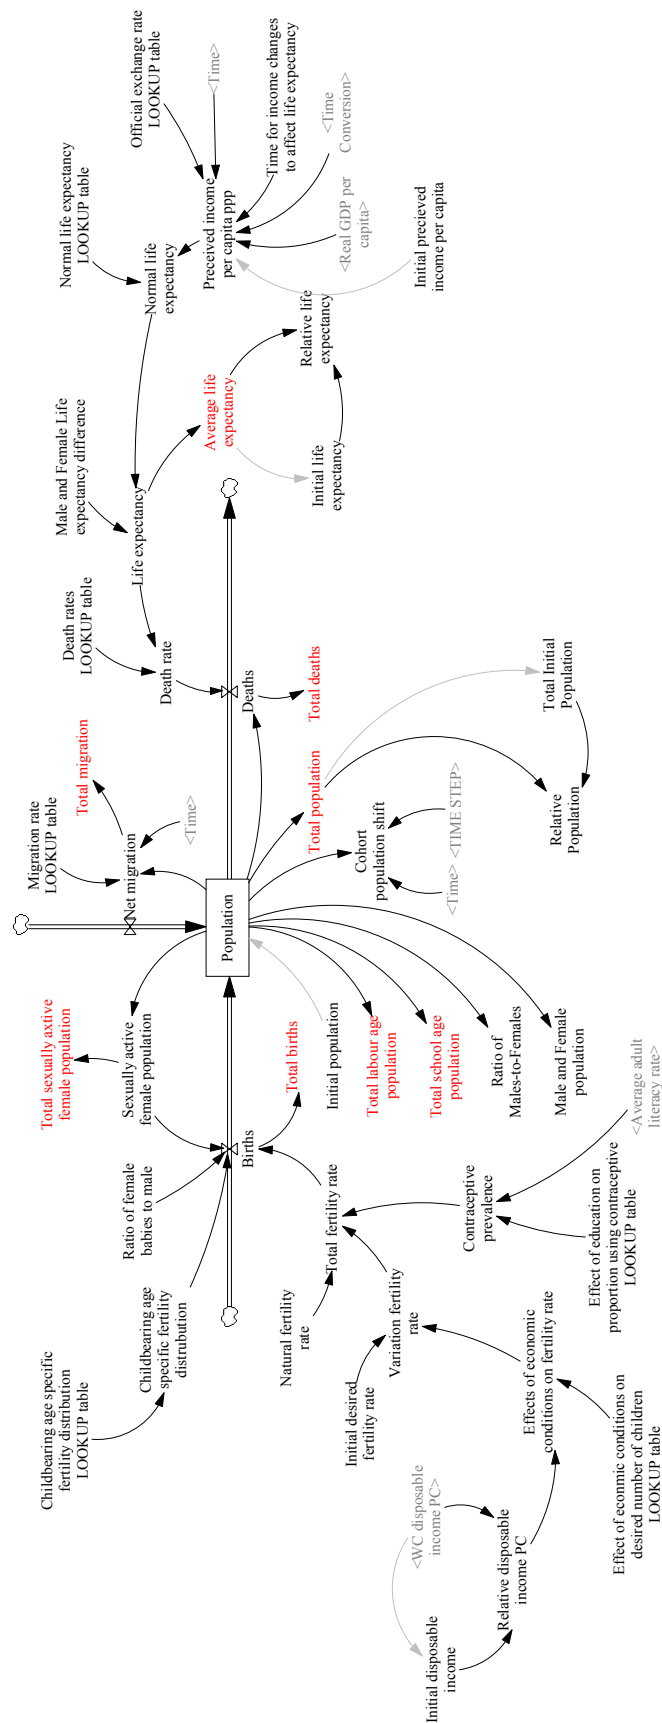 Official exchange rate
LOOKUP table
<Time>
Time for income changes
to affect life expectancy
<Time
Conversion>
Normal life expectancy
LOOKUP table
Preceived income
per capita ppp
<Real GDP per
capita>
Initial precieved
income per capita
Normal life
expectancy
Relative life
expectancy
Average life
expectancy
Initial life
expectancy
Male and Female Life
expectancy difference
Life expectancy
Death rates
LOOKUP table
Death rate
Deaths
Total deaths
Total Initial
Population
Total migration
Total population
Relative
Population
Migration rate
LOOKUP table
Net migration
<Time>
Cohort
population shift
<Time>
<TIME STEP>
Population
Total sexually axtive
female population
Sexually active
female population
Total births
Initial population
Total labour age
population
Total school age
population
Ratio of
Males-to-Females
Male and Female
population
Births
Ratio of female
babies to male
<Average adult
literacy rate>
Total fertility rate
Contraceptive
prevalence
Effect of education on
proportion using contraceptive
LOOKUP table
Childbearing age
specific fertility
distrubution
Childbearing age specific
fertility distribution
LOOKUP table
Natural fertility
rate
Variation fertility
rate
Initial desired
fertility rate
Effects of economic
conditions on fertility rate
Effect of econmic conditions on
desired number of children
LOOKUP table
<WC disposable
income PC>
Relative disposable
income PC
Initial disposable
income